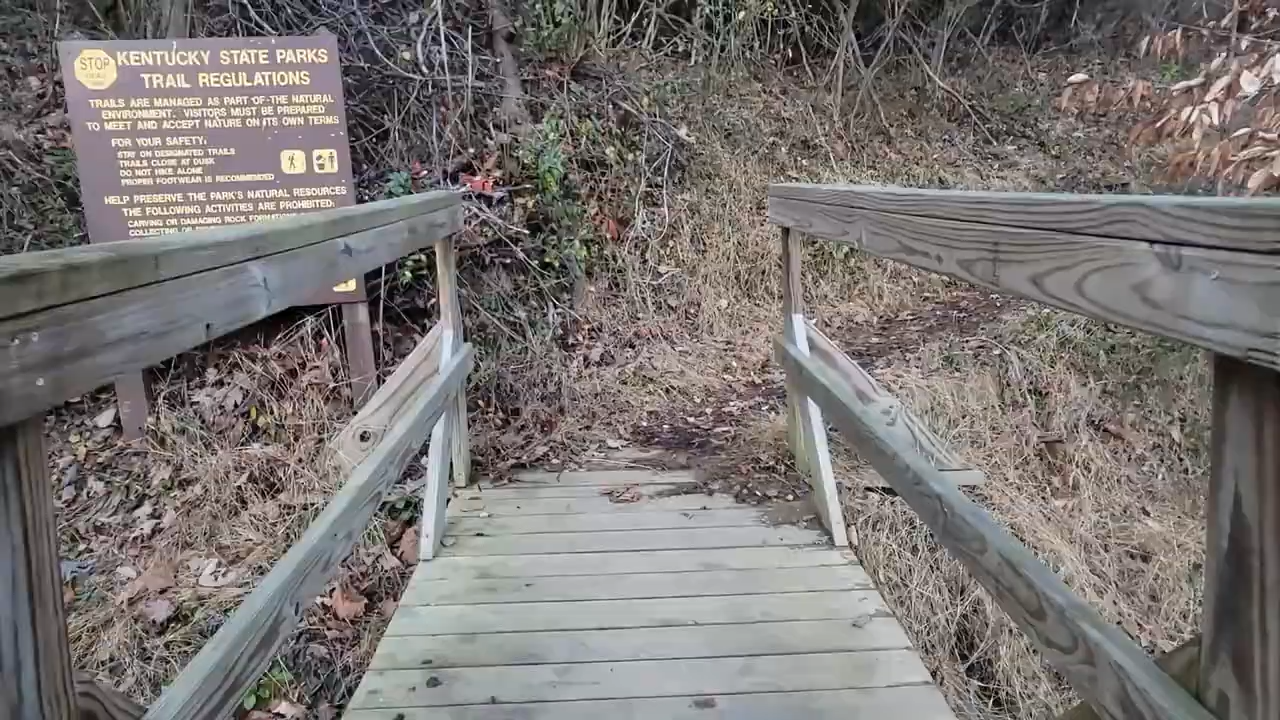 STOP
KENTUCKY STATE PARKS
TRAIL REGULATIONS
TRAILS ARE MANAGED AS PART OF THE NATURAL
ENVIRONMENT. VISITORS MUST BE PREPARED
TO MEET AND ACCEPT NATURE ON ITS OWN TERMS
FOR YOUR SAFETY:
STAY ON DESIGNATED TRAILS
TRAILS CLOSE AT DUSK
DO NOT HIKE ALONE
PROPER FOOTWEAR IS RECOMMENDED
HELP PRESERVE THE PARK'S NATURAL RESOURCES
THE FOLLOWING ACTIVITIES ARE PROHIBITED:
CARVING OR DAMAGING ROCK FORMATIONS
COLLECTING OR